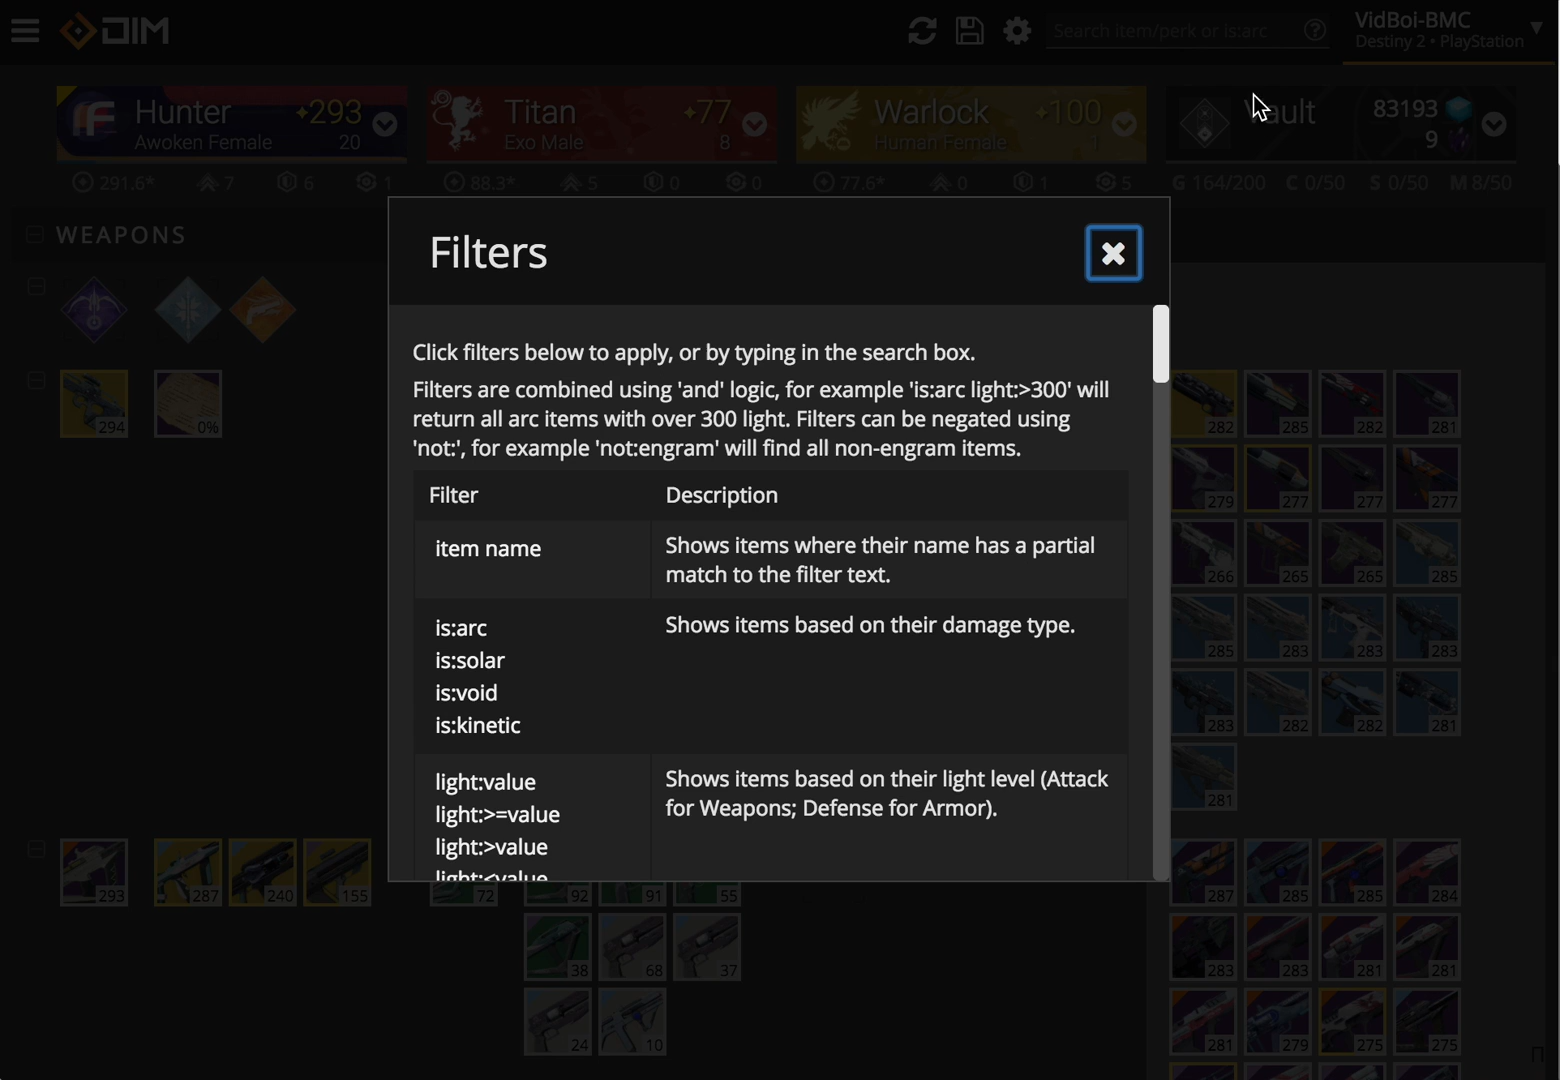 DIM
Search item/perk or is:arc
VidBoi-BMC
Destiny 2 • PlayStation
Hunter
+293
Awoken Female
20
Titan
+77
Exo Male
8
Warlock
+100
Human Female
1
Vault
83193
9
291.6*
7
6
1
88.3*
5
0
0
77.6*
0
1
5
G 164/200
C 0/50
S 0/50
M 8/50
WEAPONS
Filters
Click filters below to apply, or by typing in the search box.
Filters are combined using 'and' logic, for example 'is:arc light:>300' will
return all arc items with over 300 light. Filters can be negated using
'not:', for example 'not:engram' will find all non-engram items.
Filter
Description
item name
Shows items where their name has a partial
match to the filter text.
is:arc
is:solar
is:void
is:kinetic
Shows items based on their damage type.
light:value
light:>=value
light:>value
light:<value
Shows items based on their light level (Attack
for Weapons; Defense for Armor).
294
0%
282
285
282
281
279
277
277
277
266
265
265
285
285
283
283
283
283
282
282
281
281
293
287
240
155
72
92
91
55
287
285
285
284
38
68
37
283
283
281
281
24
10
281
279
275
275